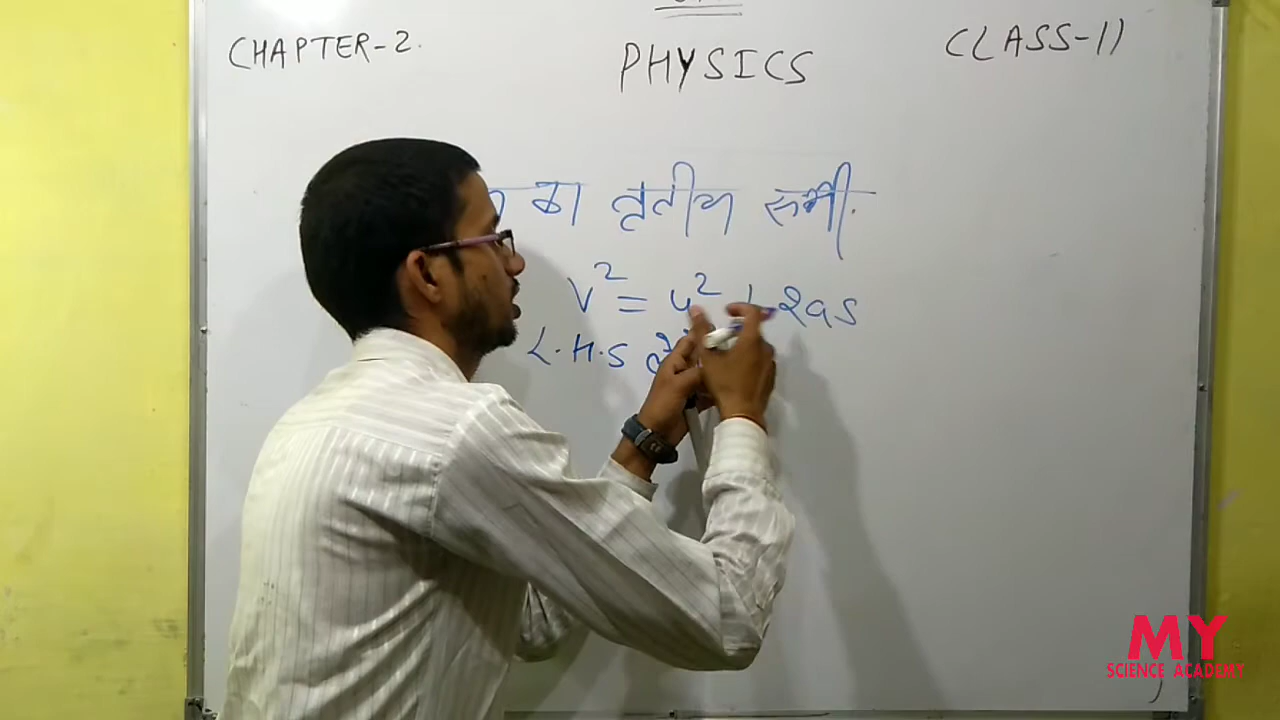 CHAPTER-2.
PHYSICS
CLASS-11
का तृतीय समी.
V² = u² + 2as
L.H.S
MY
SCIENCE ACADEMY